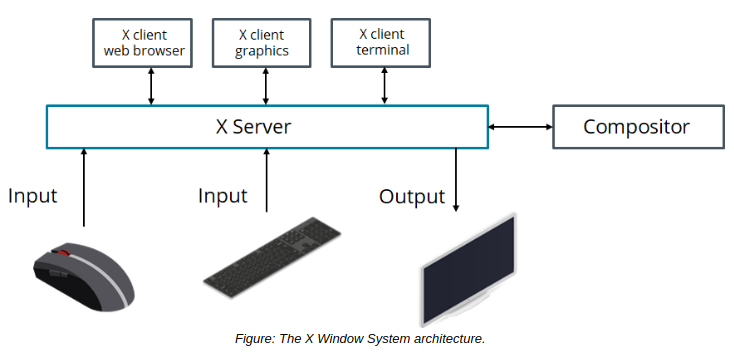 X client
web browser
X client
graphics
X client
terminal
X Server
Compositor
Input
Input
Output
Figure: The X Window System architecture.